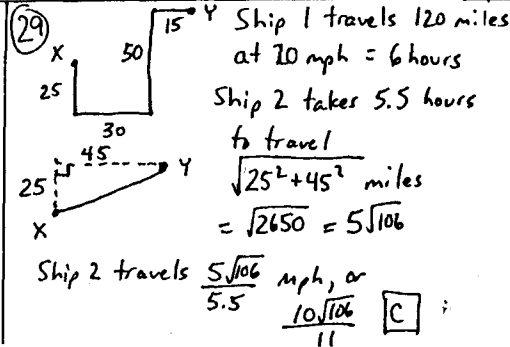 29
X
25
30
50
15
Y
Ship 1 travels 120 miles
at 20 mph = 6 hours
Ship 2 takes 5.5 hours
to travel
√25²+45² miles
= √2650 = 5√106
45
25
X
Y
Ship 2 travels 5√106/5.5 mph, or
10√106/11 C